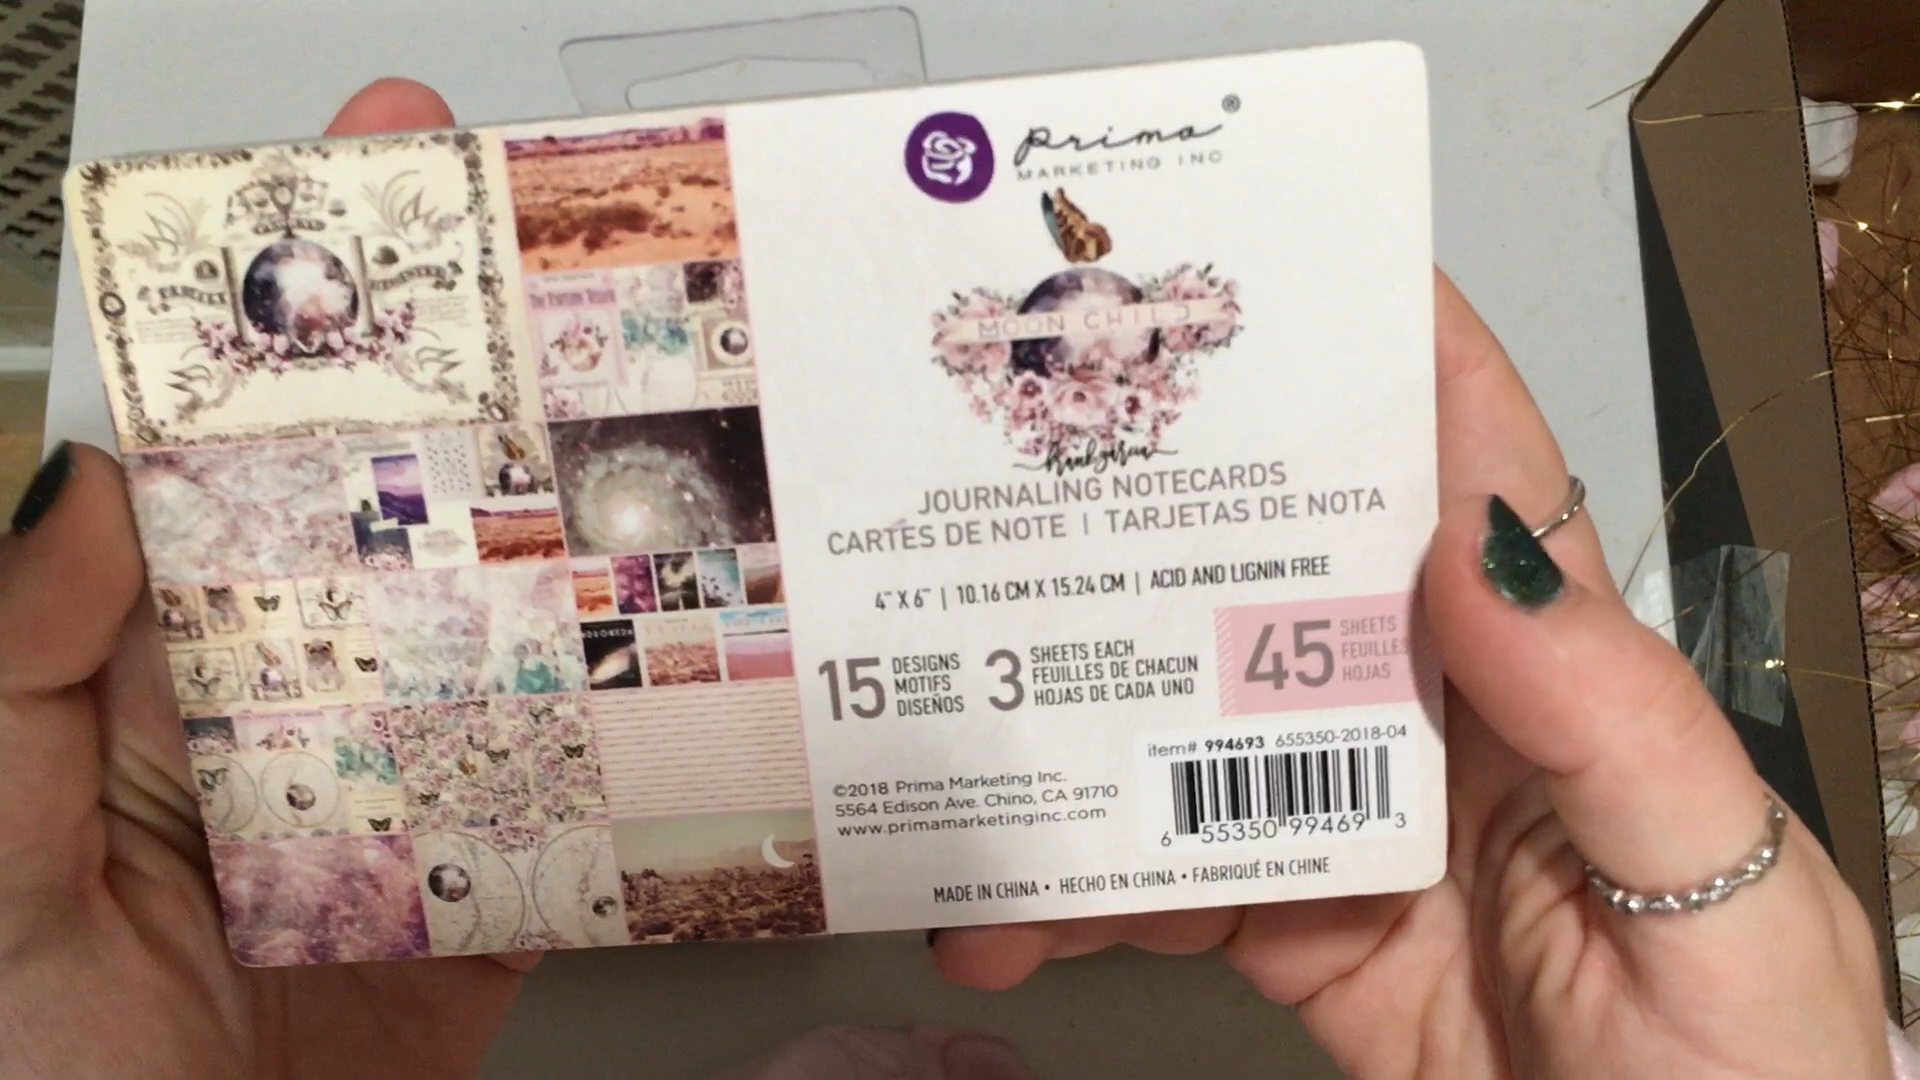 prima®
MARKETING INC
MOON CHILD
frank garcia
JOURNALING NOTECARDS
CARTES DE NOTE | TARJETAS DE NOTA
4" X 6" | 10.16 CM X 15.24 CM | ACID AND LIGNIN FREE
15 DESIGNS
MOTIFS
DISEÑOS
3 SHEETS EACH
FEUILLES DE CHACUN
HOJAS DE CADA UNO
45 SHEETS
FEUILLES
HOJAS
item# 994693 655350-2018-04
©2018 Prima Marketing Inc.
5564 Edison Ave. Chino, CA 91710
www.primamarketinginc.com
6 55350 99469 3
MADE IN CHINA • HECHO EN CHINA • FABRIQUÉ EN CHINE